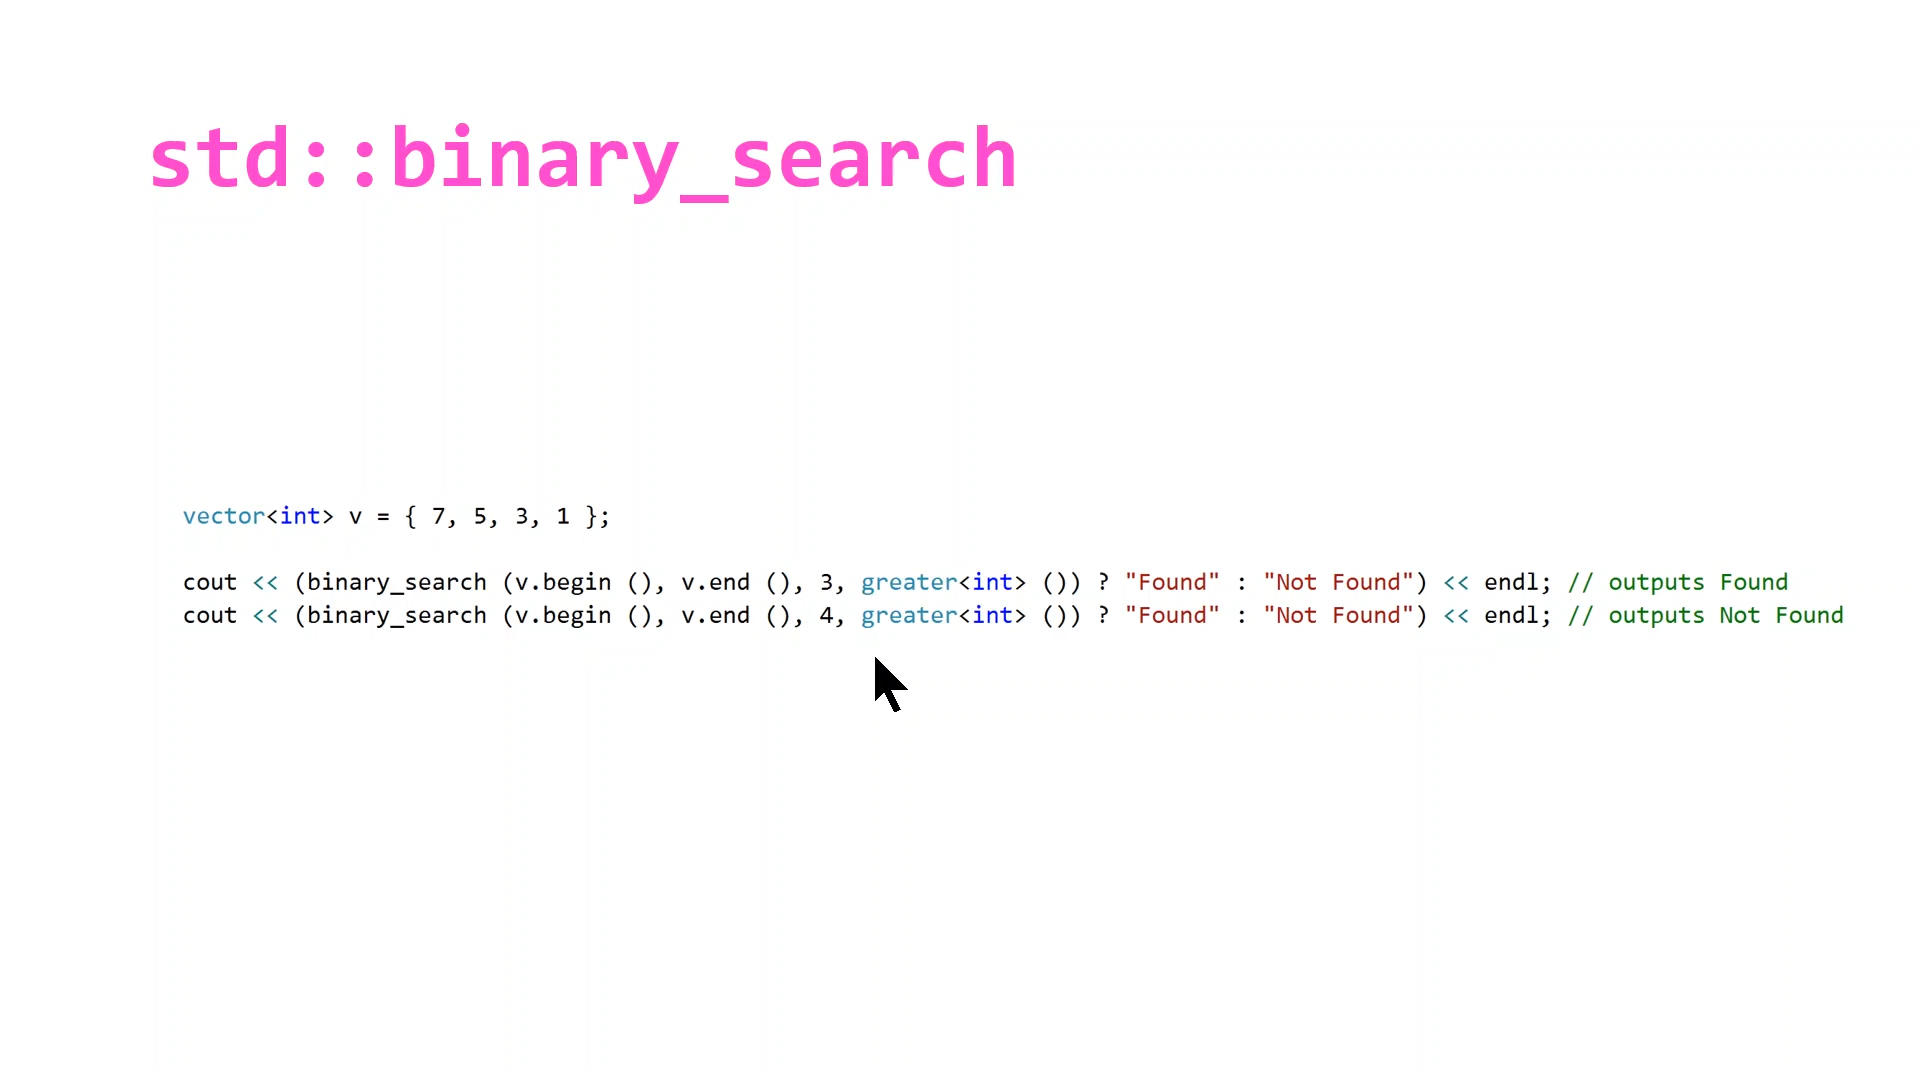 std::binary_search
vector<int> v = { 7, 5, 3, 1 };
cout << (binary_search (v.begin (), v.end (), 3, greater<int> ()) ? "Found" : "Not Found") << endl; // outputs Found
cout << (binary_search (v.begin (), v.end (), 4, greater<int> ()) ? "Found" : "Not Found") << endl; // outputs Not Found